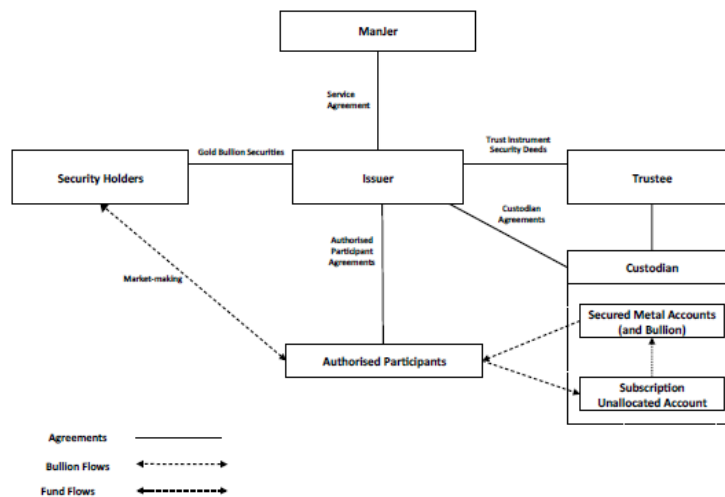 ManJer
Service
Agreement
Gold Bullion Securities
Trust Instrument
Security Deeds
Security Holders
Issuer
Trustee
Custodian
Agreements
Authorised
Participant
Agreements
Custodian
Market-making
Secured Metal Accounts
(and Bullion)
Authorised Participants
Subscription
Unallocated Account
Agreements
Bullion Flows
Fund Flows